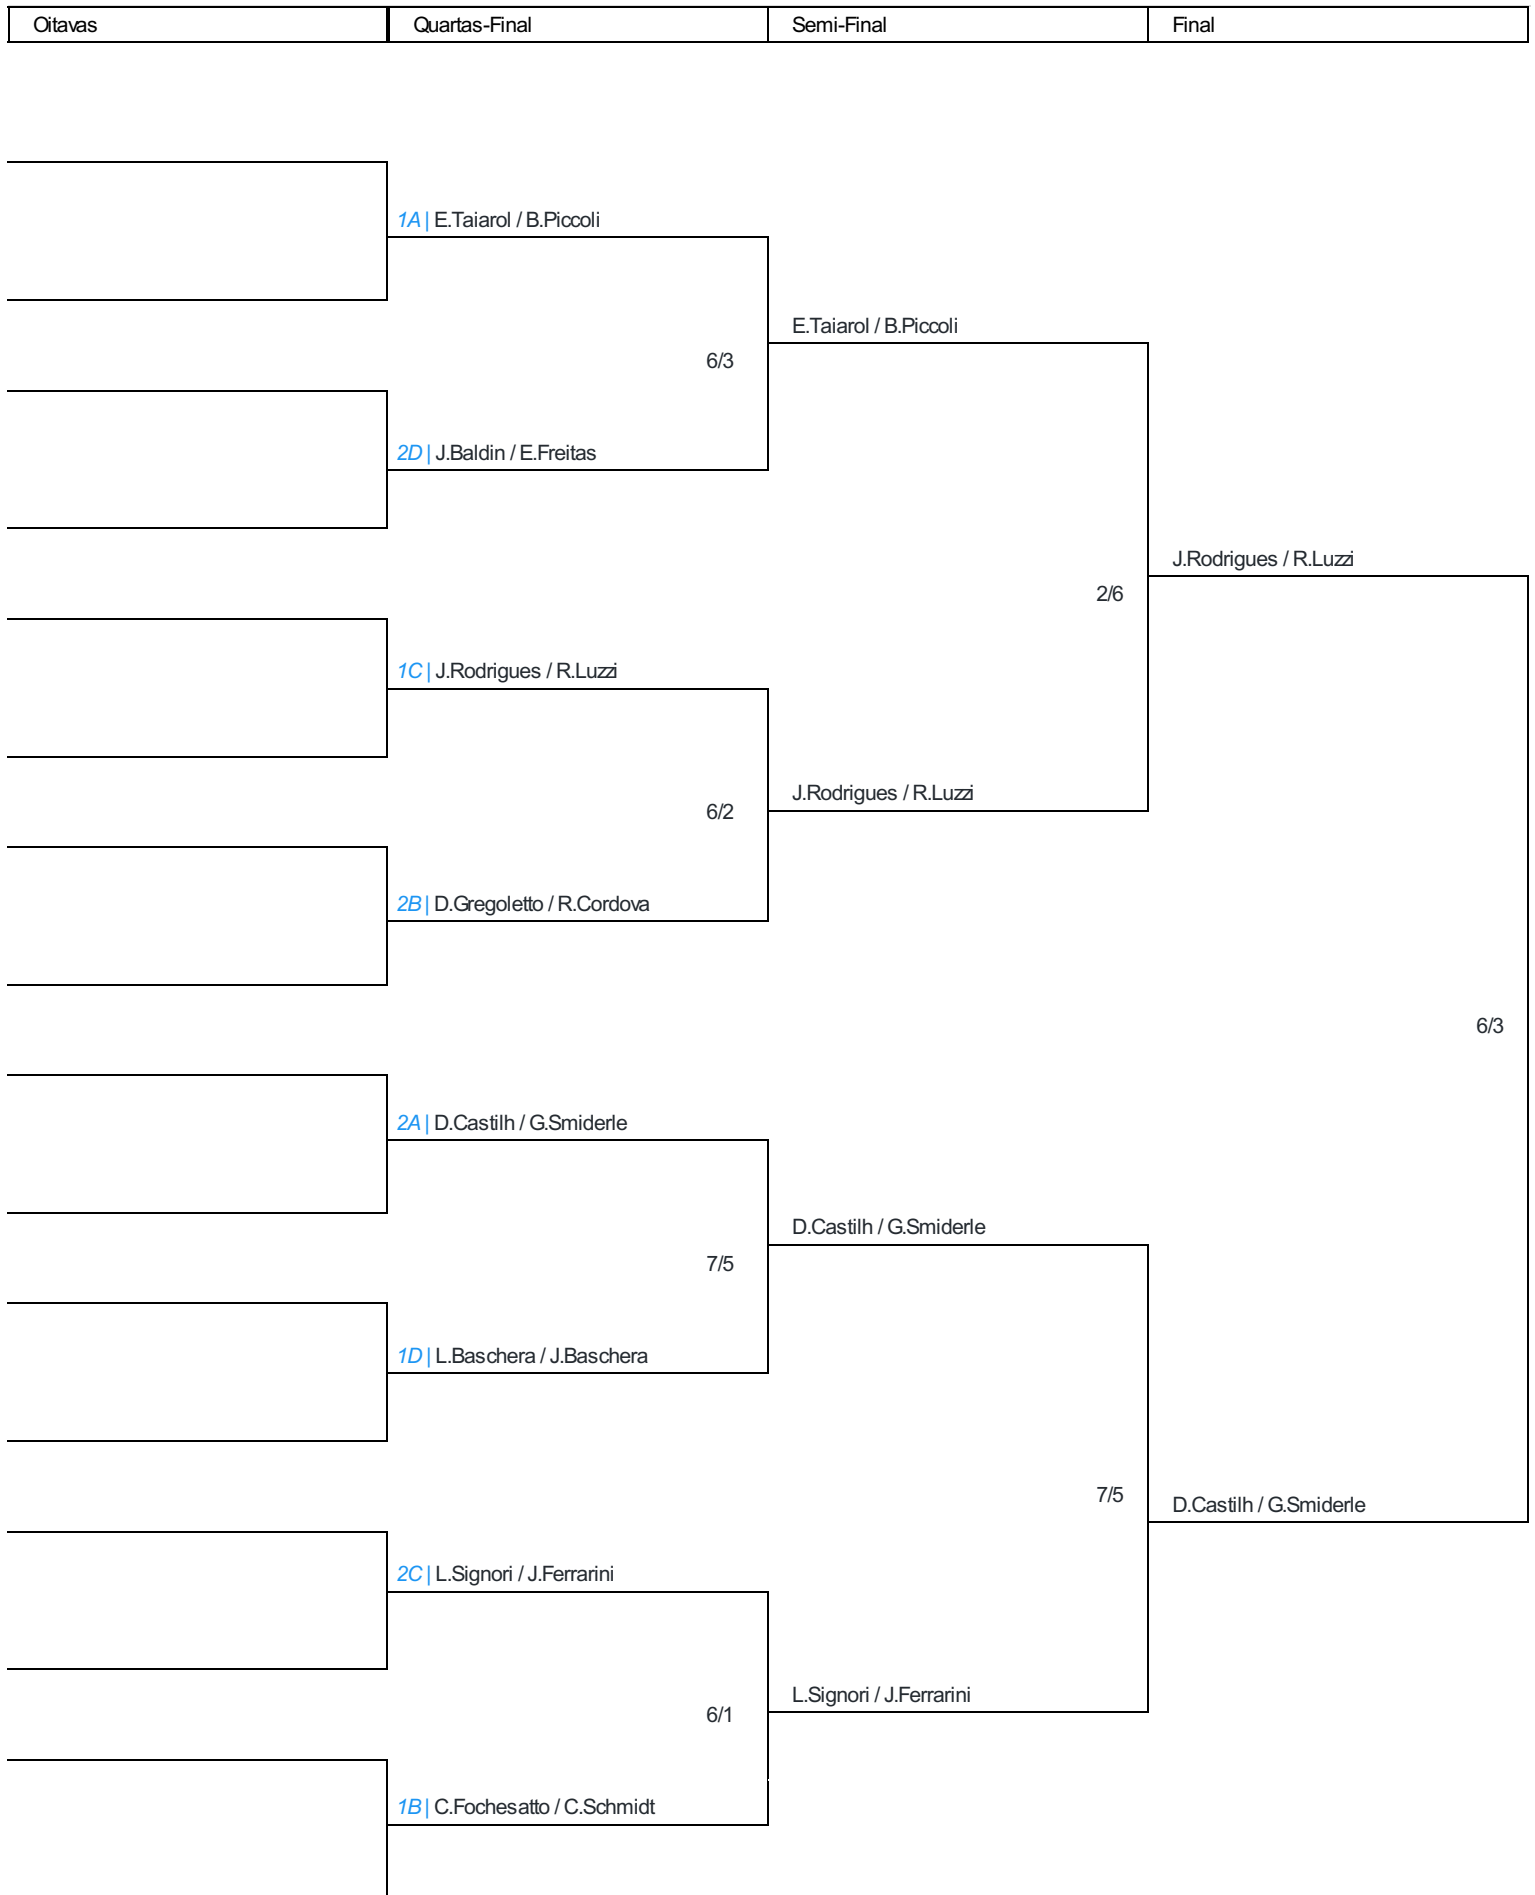 Oitavas
Quartas-Final
Semi-Final
Final
1A | E.Taiarol / B.Piccoli
E.Taiarol / B.Piccoli
6/3
2D | J.Baldin / E.Freitas
J.Rodrigues / R.Luzzi
2/6
1C | J.Rodrigues / R.Luzzi
J.Rodrigues / R.Luzzi
6/2
2B | D.Gregoletto / R.Cordova
6/3
2A | D.Castilh / G.Smiderle
D.Castilh / G.Smiderle
7/5
1D | L.Baschera / J.Baschera
7/5
D.Castilh / G.Smiderle
2C | L.Signori / J.Ferrarini
L.Signori / J.Ferrarini
6/1
1B | C.Fochesatto / C.Schmidt